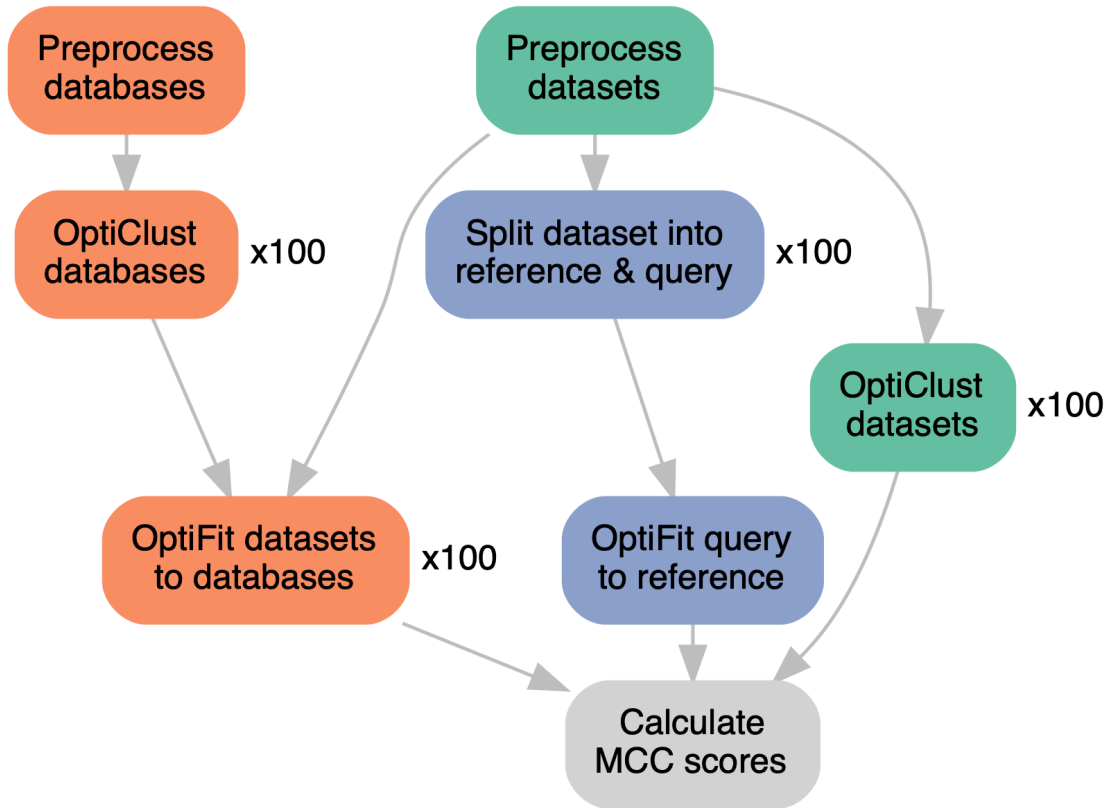 Preprocess
databases
Preprocess
datasets
OptiClust
databases
x100
Split dataset into
reference & query
x100
OptiClust
datasets
x100
OptiFit datasets
to databases
x100
OptiFit query
to reference
Calculate
MCC scores